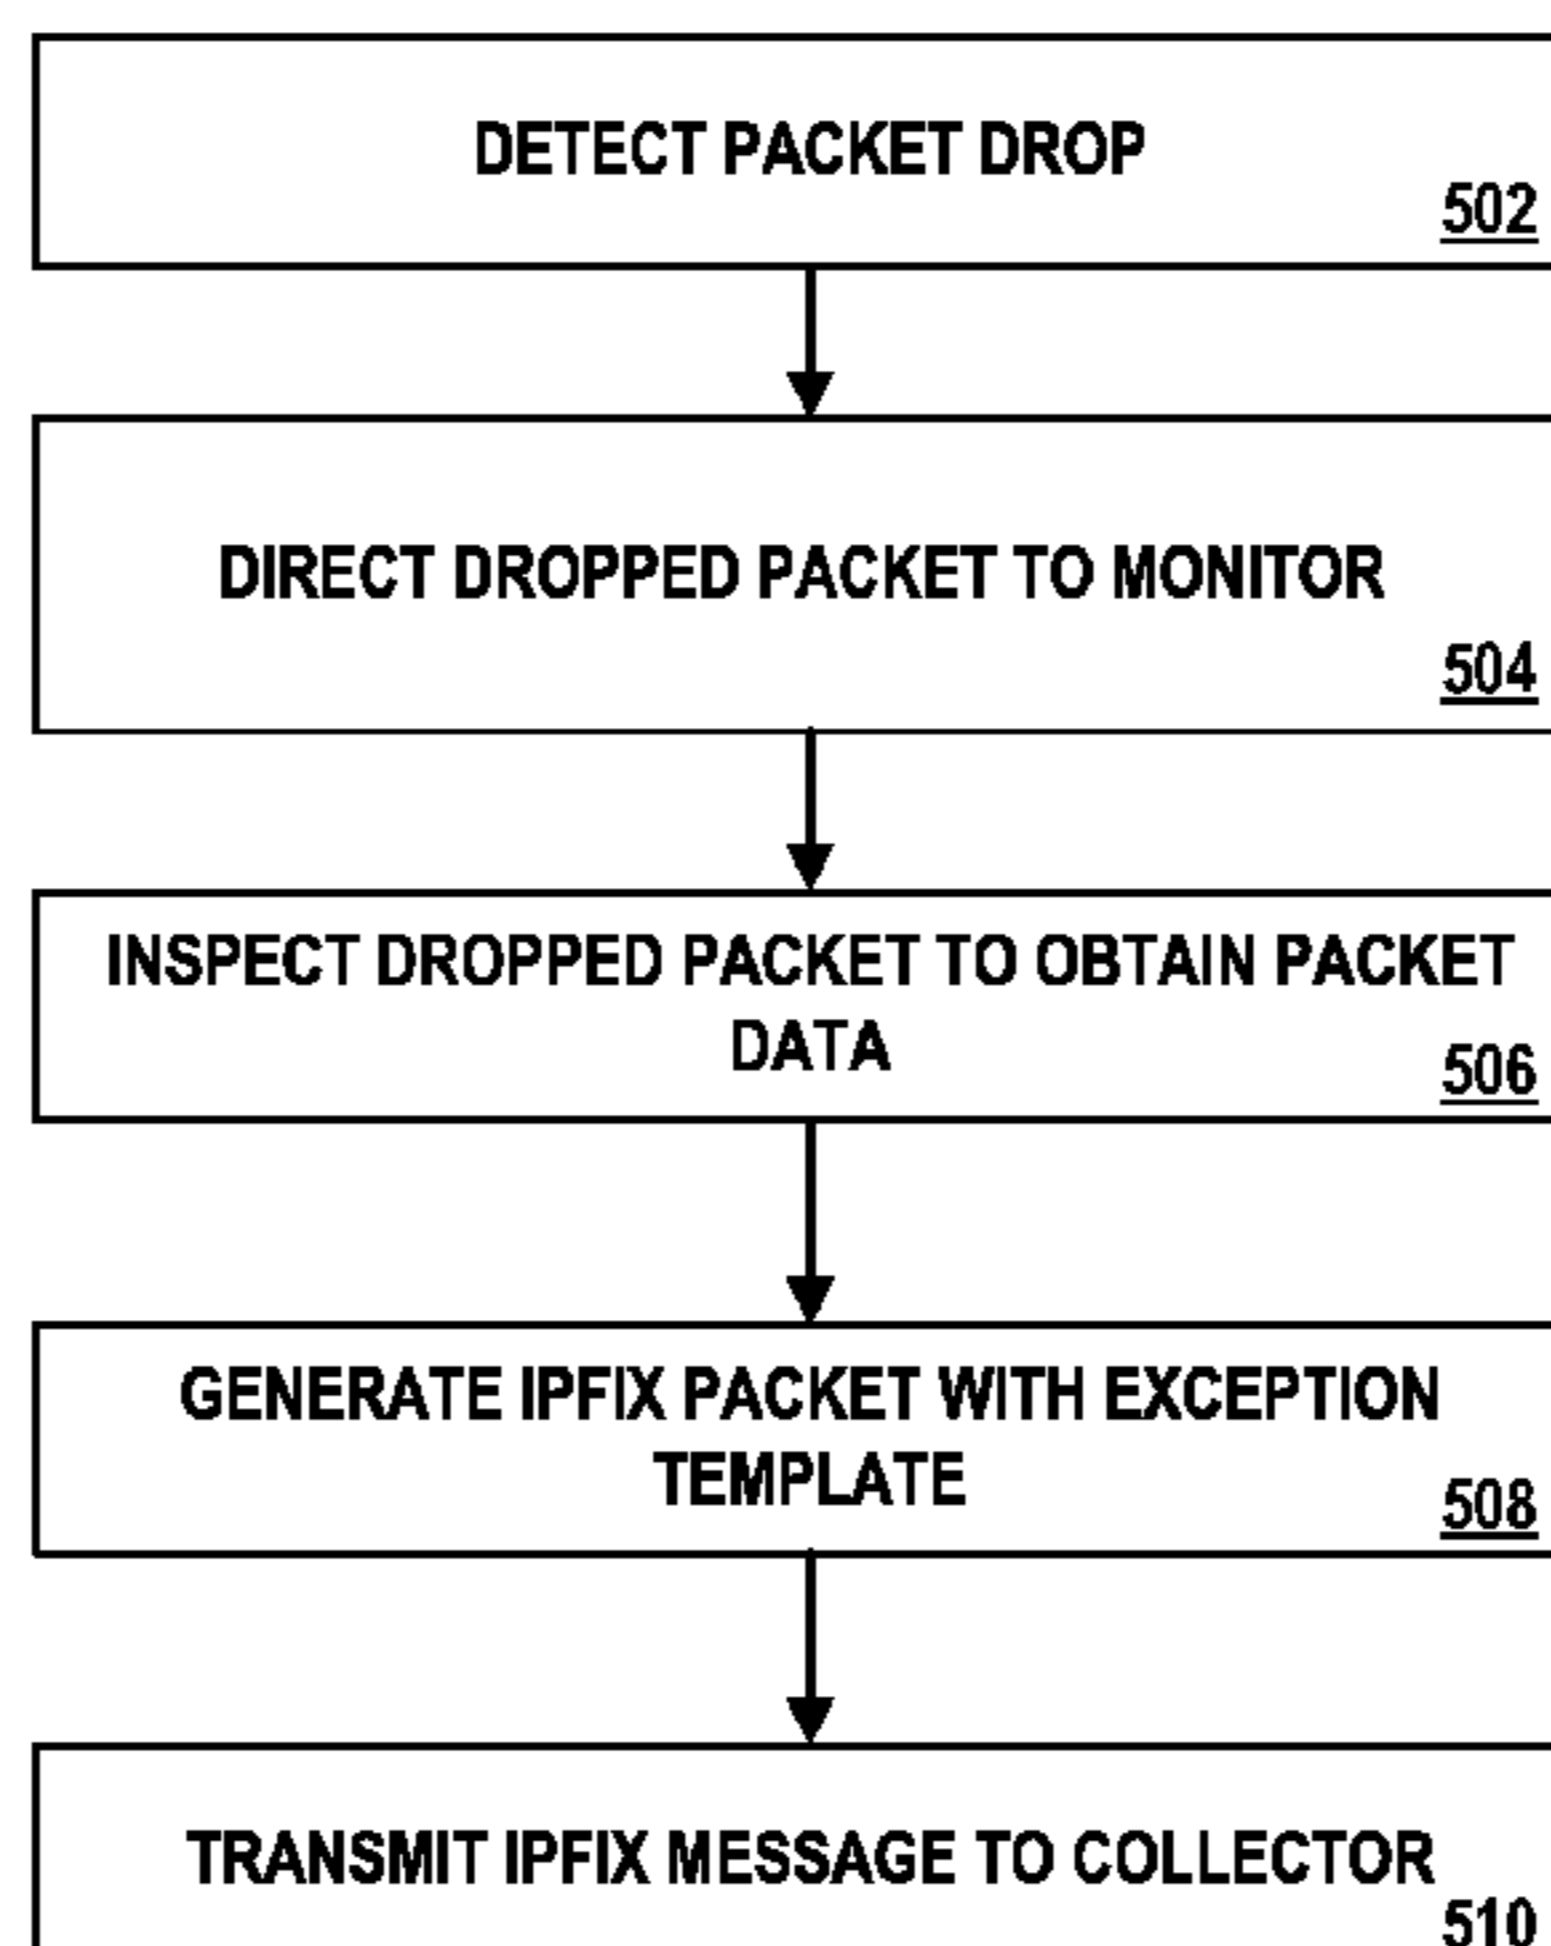 DETECT PACKET DROP
502
DIRECT DROPPED PACKET TO MONITOR
504
INSPECT DROPPED PACKET TO OBTAIN PACKET
DATA
506
GENERATE IPFIX PACKET WITH EXCEPTION
TEMPLATE
508
TRANSMIT IPFIX MESSAGE TO COLLECTOR
510